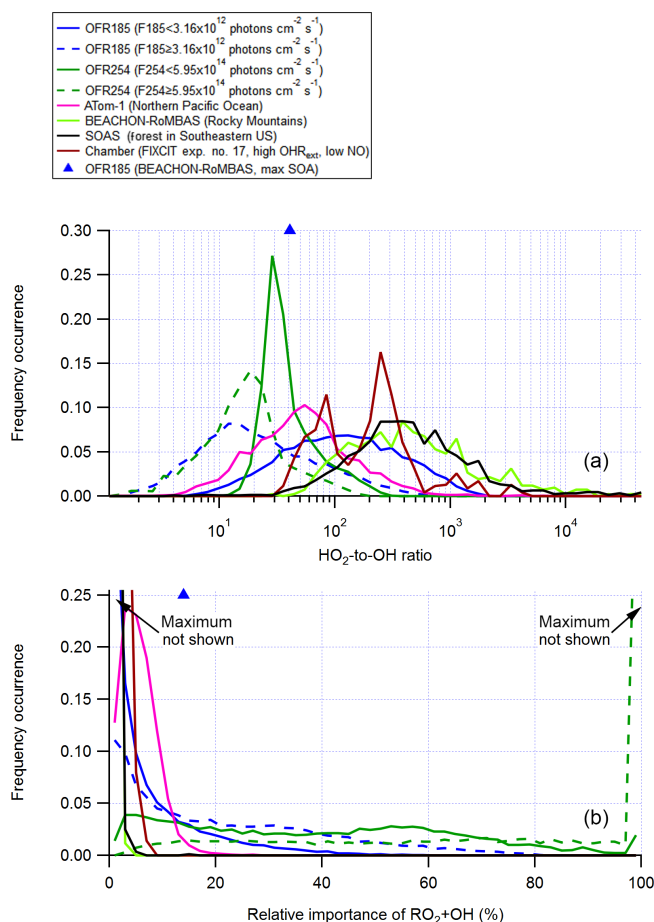 OFR185 (F185<3.16x10¹² photons cm⁻² s⁻¹)
OFR185 (F185≥3.16x10¹² photons cm⁻² s⁻¹)
OFR254 (F254<5.95x10¹⁴ photons cm⁻² s⁻¹)
OFR254 (F254≥5.95x10¹⁴ photons cm⁻² s⁻¹)
ATom-1 (Northern Pacific Ocean)
BEACHON-RoMBAS (Rocky Mountains)
SOAS (forest in Southeastern US)
Chamber (FIXCIT exp. no. 17, high OHRₑₓₜ, low NO)
OFR185 (BEACHON-RoMBAS, max SOA)
Frequency occurrence
0.30
0.25
0.20
0.15
0.10
0.05
0.00
(a)
10¹ 10² 10³ 10⁴
HO₂-to-OH ratio
Frequency occurrence
0.25
0.20
0.15
0.10
0.05
0.00
Maximum
not shown
Maximum
not shown
(b)
0 20 40 60 80 100
Relative importance of RO₂+OH (%)